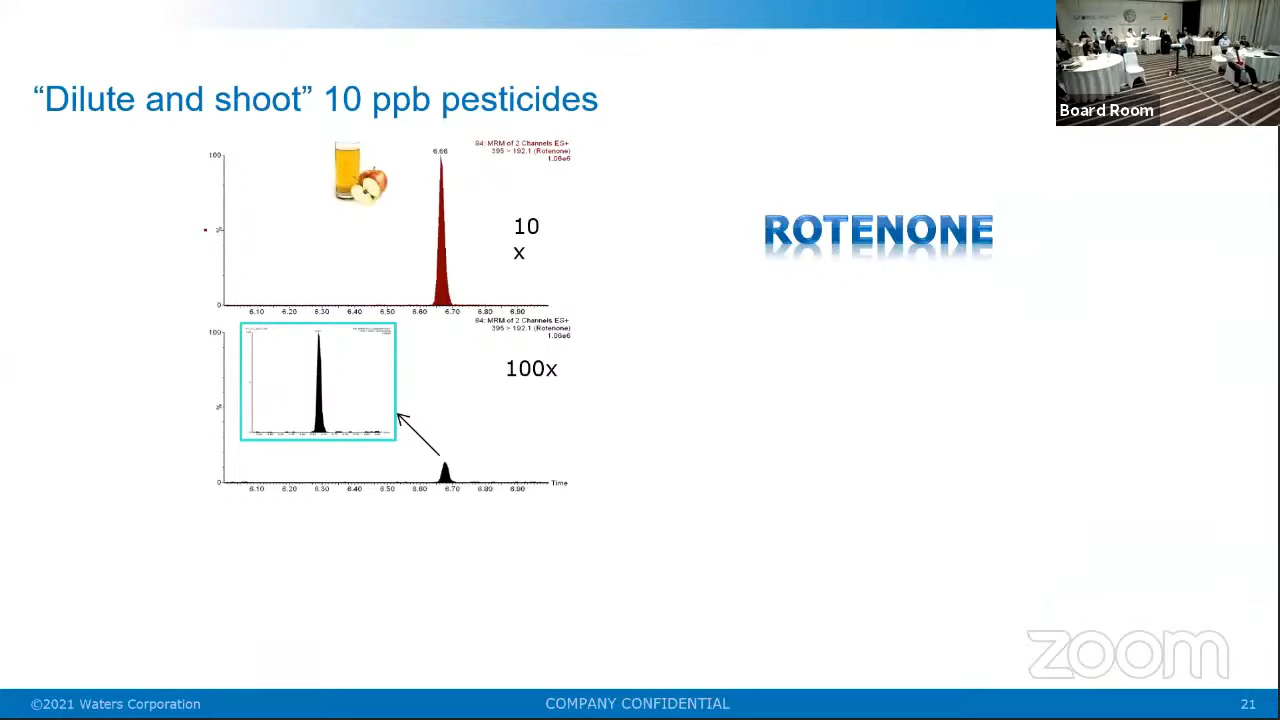 “Dilute and shoot” 10 ppb pesticides
Board Room
84: MRM of 2 Channels ES+
395 > 192.1 (Rotenone)
1.06e6
6.66
100
%
0
10
x
6.10 6.20 6.30 6.40 6.50 6.60 6.70 6.80 6.90
ROTENONE
84: MRM of 2 Channels ES+
395 > 192.1 (Rotenone)
1.06e6
100
%
0
100x
6.10 6.20 6.30 6.40 6.50 6.60 6.70 6.80 6.90 Time
zoom
©2021 Waters Corporation
COMPANY CONFIDENTIAL
21